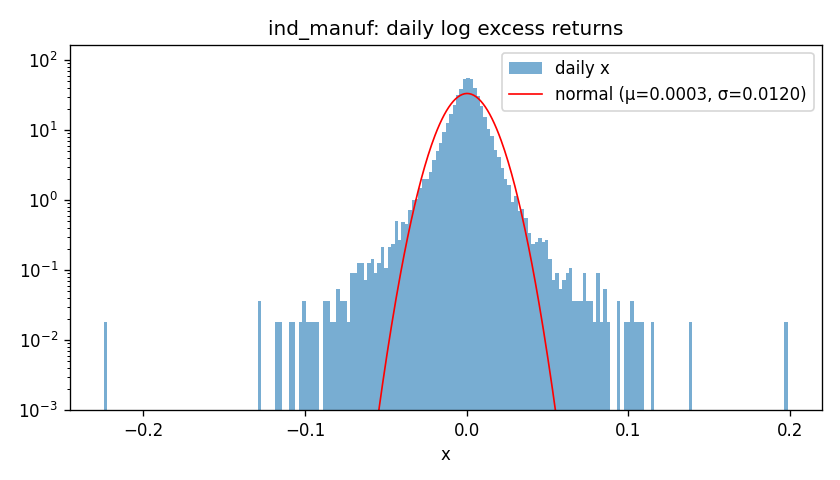 ind_manuf: daily log excess returns
daily x
normal (μ=0.0003, σ=0.0120)
10²
10¹
10⁰
10⁻¹
10⁻²
10⁻³
−0.2
−0.1
0.0
0.1
0.2
x